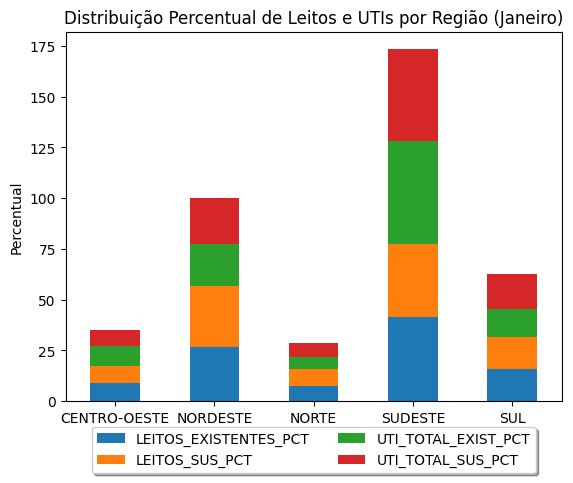 Distribuição Percentual de Leitos e UTIs por Região (Janeiro)
175
150
125
100
75
50
25
0
Percentual
CENTRO-OESTE NORDESTE NORTE SUDESTE SUL
LEITOS_EXISTENTES_PCT UTI_TOTAL_EXIST_PCT
LEITOS_SUS_PCT UTI_TOTAL_SUS_PCT